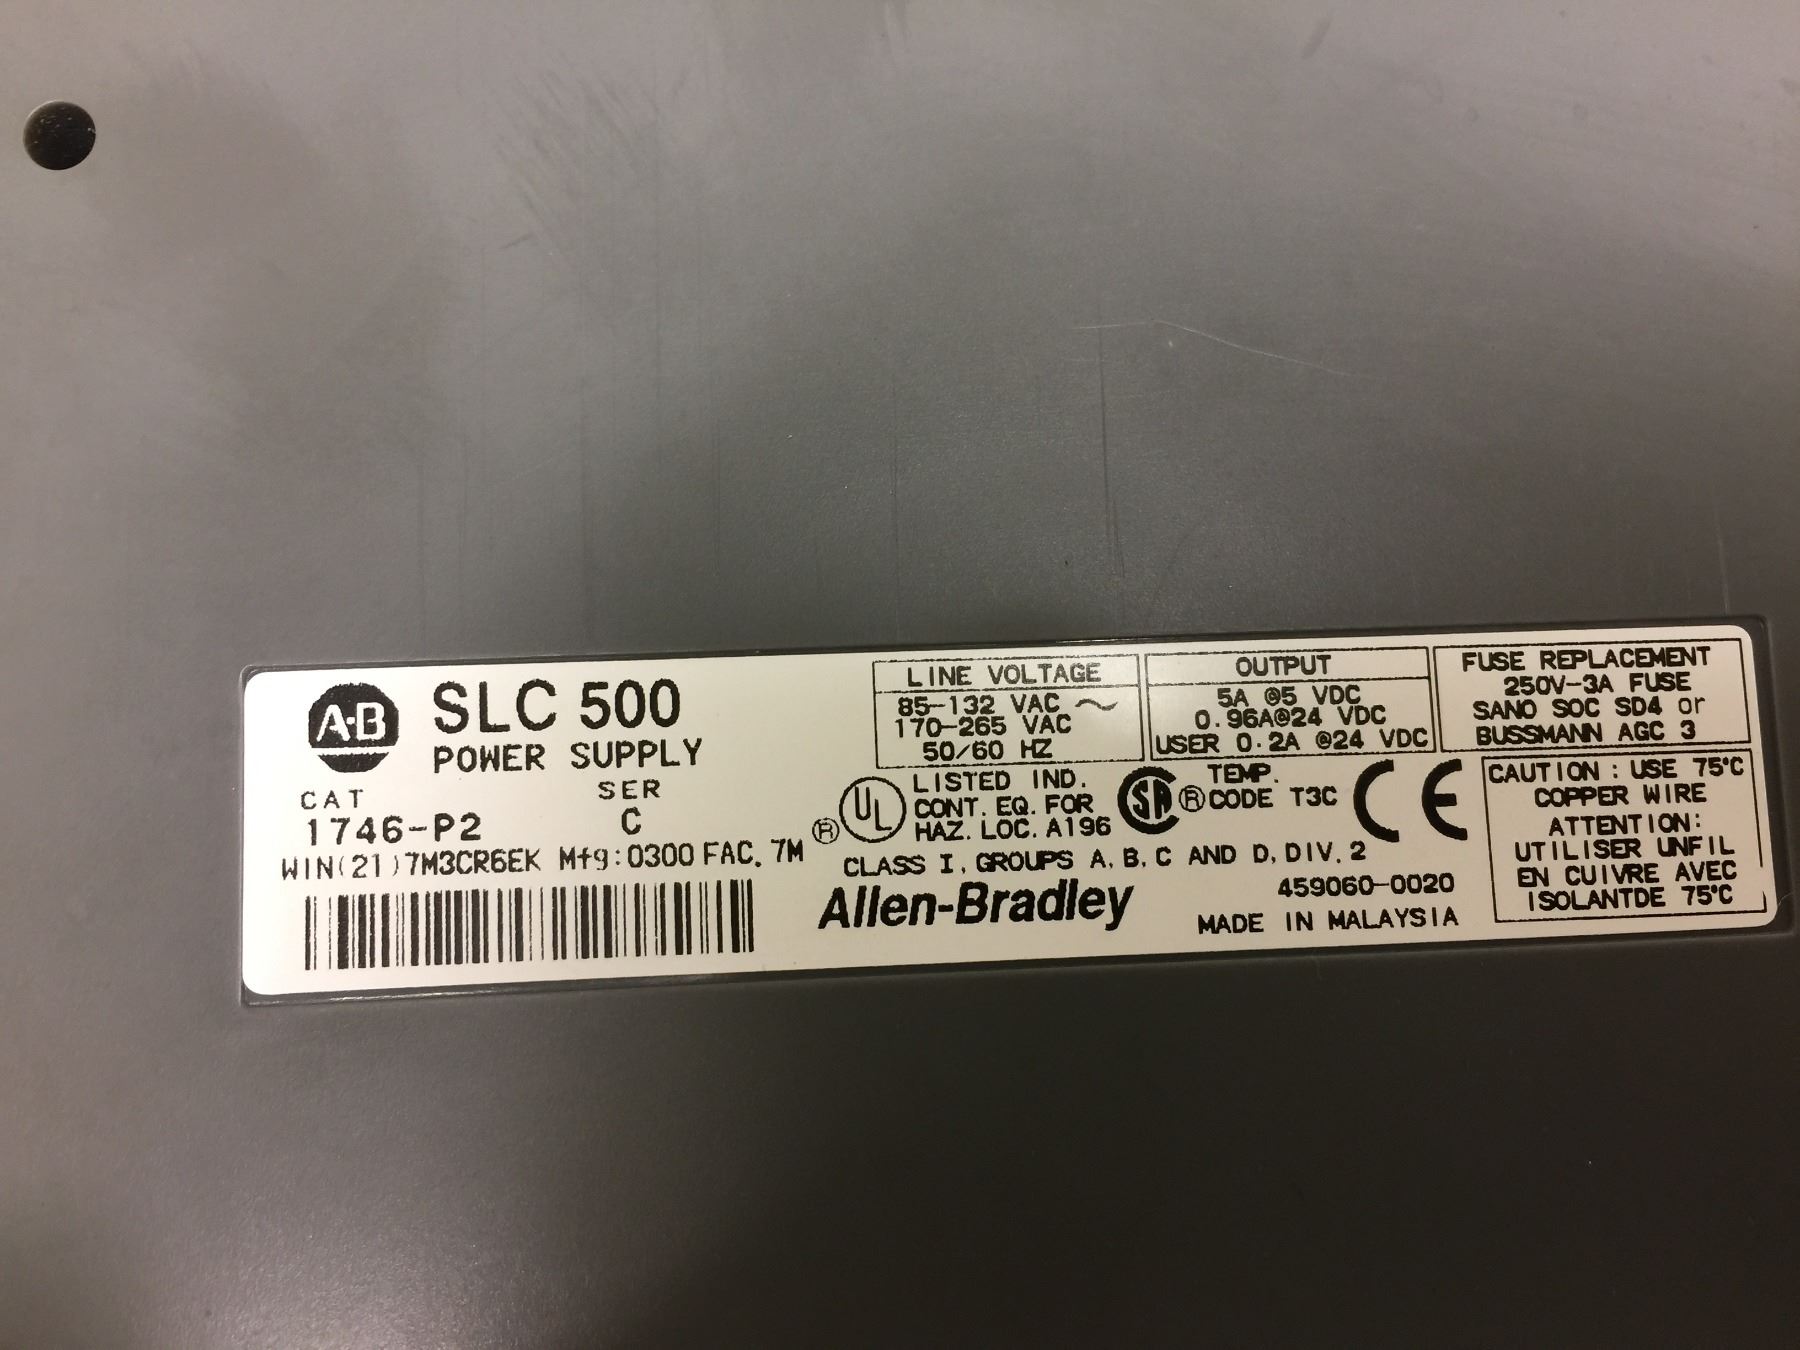 A·B
SLC 500
POWER SUPPLY
CAT
SER
1746-P2
C
WIN(21)7M3CR6EK Mfg:0300 FAC. 7M
LINE VOLTAGE
85-132 VAC ~
170-265 VAC
50/60 HZ
OUTPUT
5A @5 VDC
0.96A@24 VDC
USER 0.2A @24 VDC
FUSE REPLACEMENT
250V-3A FUSE
SANO SOC SD4 or
BUSSMANN AGC 3
® UL
LISTED IND.
CONT. EQ. FOR
HAZ. LOC. A196
SA ®
TEMP.
CODE T3C
CE
CLASS I, GROUPS A, B, C AND D, DIV. 2
Allen-Bradley
459060-0020
MADE IN MALAYSIA
CAUTION : USE 75°C
COPPER WIRE
ATTENTION:
UTILISER UNFIL
EN CUIVRE AVEC
ISOLANTDE 75°C